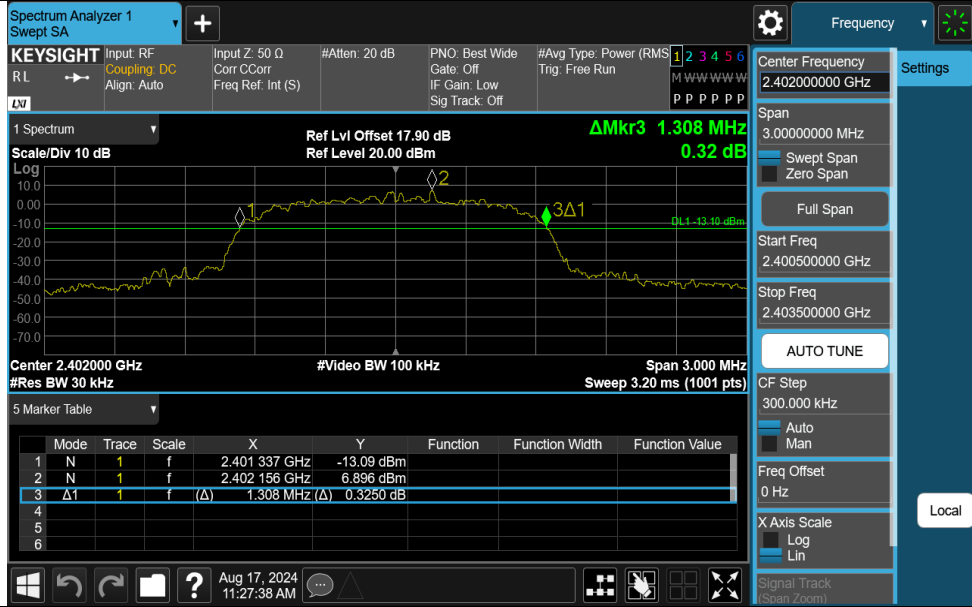 Spectrum Analyzer 1
Swept SA
Frequency
KEYSIGHT
R L
LXI
Input: RF
Coupling: DC
Align: Auto
Input Z: 50 Ω
Corr CCorr
Freq Ref: Int (S)
#Atten: 20 dB
PNO: Best Wide
Gate: Off
IF Gain: Low
Sig Track: Off
#Avg Type: Power (RMS
Trig: Free Run
1 2 3 4 5 6
M W W W W W
P P P P P P
1 Spectrum
Scale/Div 10 dB
Ref Lvl Offset 17.90 dB
Ref Level 20.00 dBm
ΔMkr3 1.308 MHz
0.32 dB
Log
10.0
0.00
-10.0
-20.0
-30.0
-40.0
-50.0
-60.0
-70.0
1
2
3Δ1
DL1 -13.10 dBm
Center 2.402000 GHz
#Video BW 100 kHz
Span 3.000 MHz
#Res BW 30 kHz
Sweep 3.20 ms (1001 pts)
5 Marker Table
Mode Trace Scale X Y Function Function Width Function Value
1 N 1 f 2.401 337 GHz -13.09 dBm
2 N 1 f 2.402 156 GHz 6.896 dBm
3 Δ1 1 f (Δ) 1.308 MHz (Δ) 0.3250 dB
4
5
6
?
Aug 17, 2024
11:27:38 AM
Center Frequency
2.402000000 GHz
Settings
Span
3.00000000 MHz
Swept Span
Zero Span
Full Span
Start Freq
2.400500000 GHz
Stop Freq
2.403500000 GHz
AUTO TUNE
CF Step
300.000 kHz
Auto
Man
Freq Offset
0 Hz
Local
X Axis Scale
Log
Lin
Signal Track
(Span Zoom)